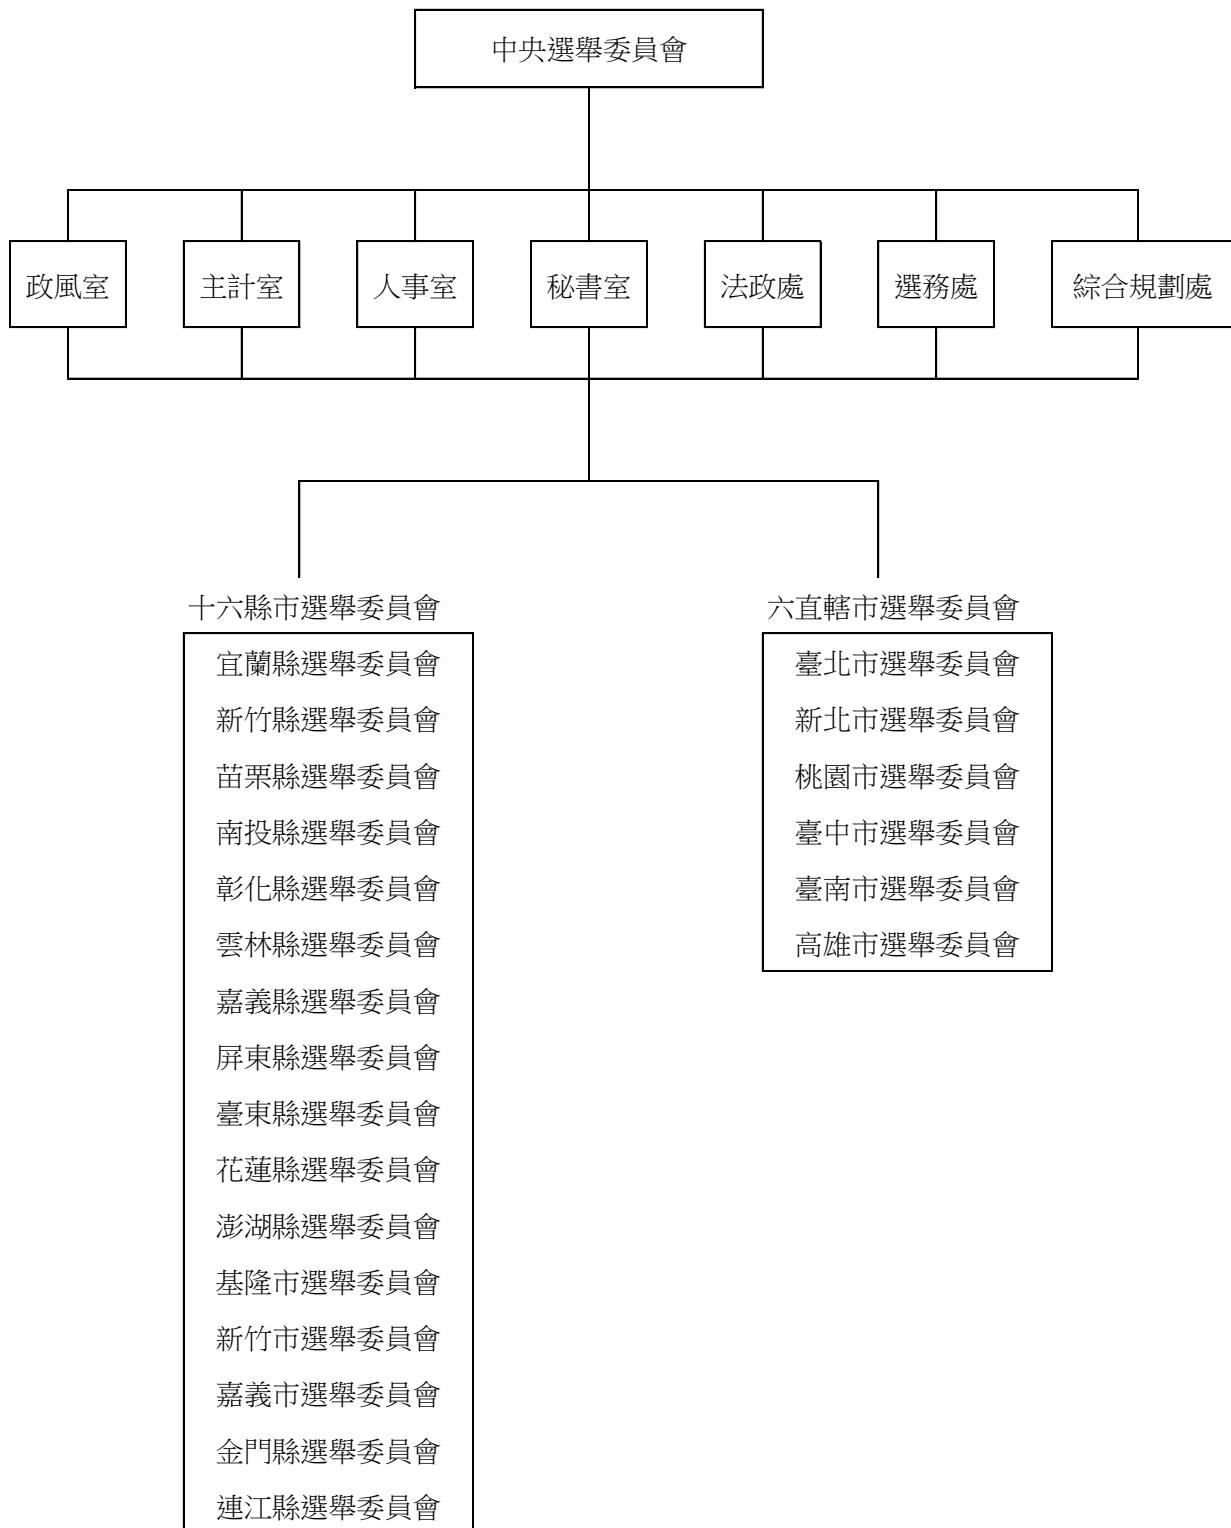 中央選舉委員會
政風室
主計室
人事室
秘書室
法政處
選務處
綜合規劃處
十六縣市選舉委員會
宜蘭縣選舉委員會
新竹縣選舉委員會
苗栗縣選舉委員會
南投縣選舉委員會
彰化縣選舉委員會
雲林縣選舉委員會
嘉義縣選舉委員會
屏東縣選舉委員會
臺東縣選舉委員會
花蓮縣選舉委員會
澎湖縣選舉委員會
基隆市選舉委員會
新竹市選舉委員會
嘉義市選舉委員會
金門縣選舉委員會
連江縣選舉委員會
六直轄市選舉委員會
臺北市選舉委員會
新北市選舉委員會
桃園市選舉委員會
臺中市選舉委員會
臺南市選舉委員會
高雄市選舉委員會